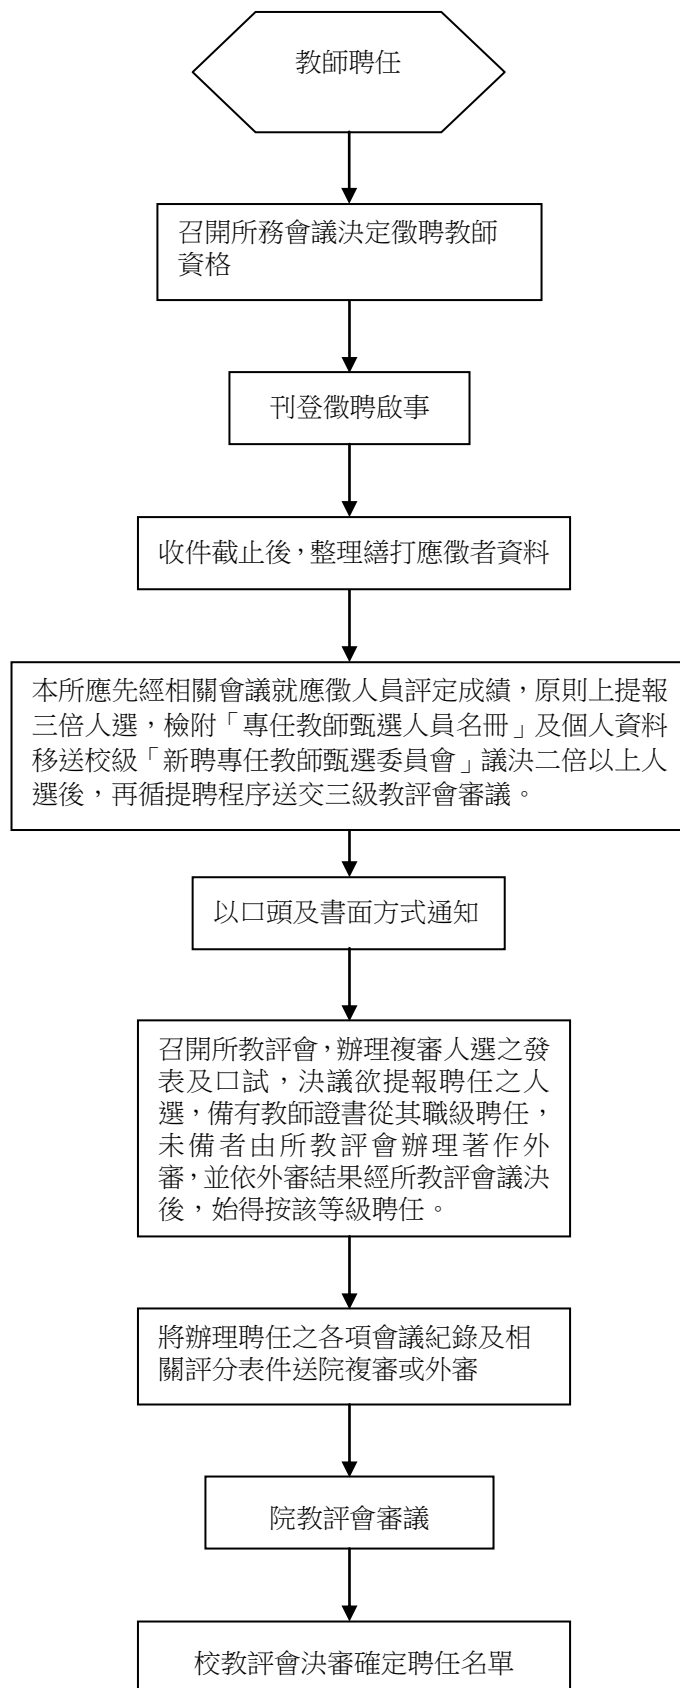 教師聘任
召開所務會議決定徵聘教師
資格
刊登徵聘啟事
收件截止後，整理繕打應徵者資料
本所應先經相關會議就應徵人員評定成績，原則上提報
三倍人選，檢附「專任教師甄選人員名冊」及個人資料
移送校級「新聘專任教師甄選委員會」議決二倍以上人
選後，再循提聘程序送交三級教評會審議。
以口頭及書面方式通知
召開所教評會，辦理複審人選之發
表及口試，決議欲提報聘任之人
選，備有教師證書從其職級聘任，
未備者由所教評會辦理著作外
審，並依外審結果經所教評會議決
後，始得按該等級聘任。
將辦理聘任之各項會議紀錄及相
關評分表件送院複審或外審
院教評會審議
校教評會決審確定聘任名單